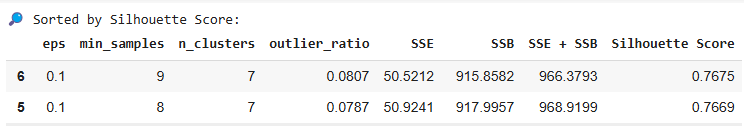 🔎 Sorted by Silhouette Score:
eps min_samples n_clusters outlier_ratio SSE SSB SSE + SSB Silhouette Score
6 0.1 9 7 0.0807 50.5212 915.8582 966.3793 0.7675
5 0.1 8 7 0.0787 50.9241 917.9957 968.9199 0.7669